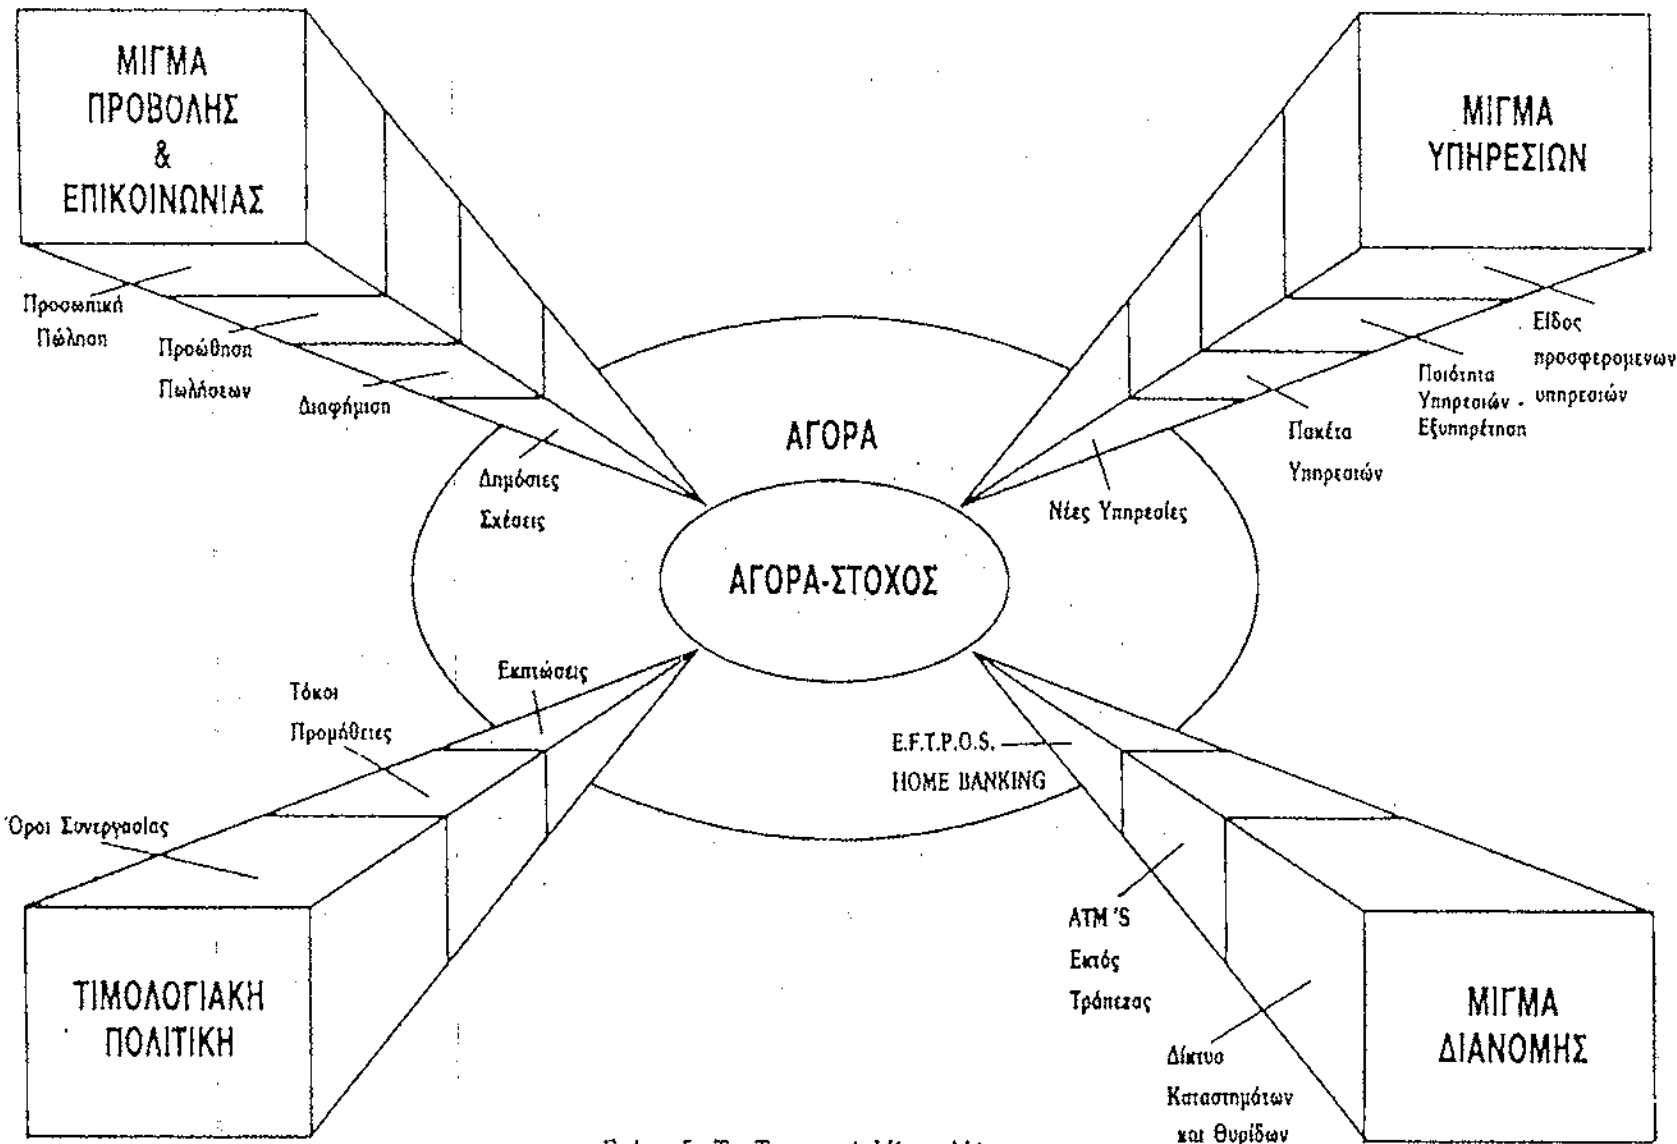 ΜΙΓΜΑ
ΠΡΟΒΟΛΗΣ
&
ΕΠΙΚΟΙΝΩΝΙΑΣ
ΜΙΓΜΑ
ΥΠΗΡΕΣΙΩΝ
Προσωπική
Πώληση
Προώθηση
Πωλήσεων
Διαφήμιση
Δημόσιες
Σχέσεις
Είδος
προσφερομενων
υπηρεσιών
Ποιότητα
Υπηρεσιών -
Εξυπηρέτηση
Πακέτα
Υπηρεσιών
Νέες Υπηρεσίες
ΑΓΟΡΑ
ΑΓΟΡΑ-ΣΤΟΧΟΣ
Εκπτώσεις
Τόκοι
Προμήθειες
Όροι Συνεργασίας
ΤΙΜΟΛΟΓΙΑΚΗ
ΠΟΛΙΤΙΚΗ
E.F.T.P.O.S.
HOME BANKING
ATM 'S
Εκτός
Τράπεζας
Δίκτυο
Καταστημάτων
και Θυρίδων
ΜΙΓΜΑ
ΔΙΑΝΟΜΗΣ